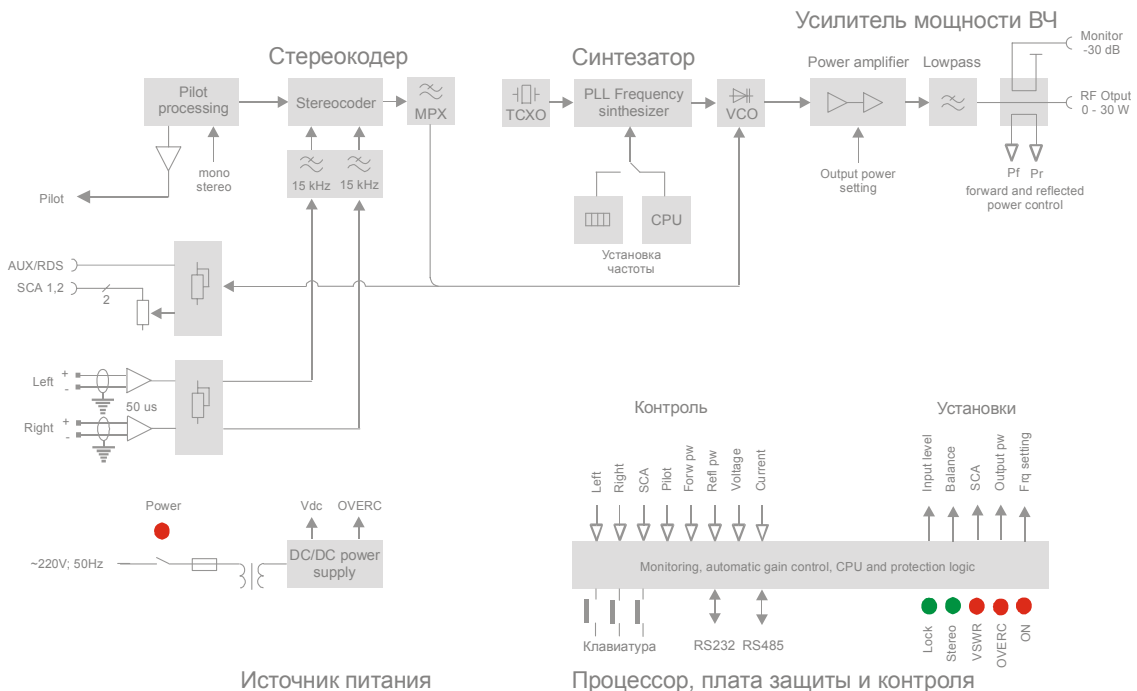 Усилитель мощности ВЧ
Стереокодер
Синтезатор
Monitor
-30 dB
Power amplifier
Lowpass
Pilot
processing
Stereocoder
MPX
TCXO
PLL Frequency
sinthesizer
VCO
RF Otput
0 - 30 W
mono
stereo
15 kHz
15 kHz
Pilot
Output power
setting
Pf
Pr
forward and reflected
power control
CPU
Установка
частоты
AUX/RDS
SCA 1,2
2
Left
+
-
50 us
Right
+
-
Контроль
Установки
Left
Right
SCA
Pilot
Forw pw
Refl pw
Voltage
Current
Input level
Balance
SCA
Output pw
Frq setting
Power
Vdc
OVERC
~220V; 50Hz
DC/DC power
supply
Monitoring, automatic gain control, CPU and protection logic
Клавиатура
RS232
RS485
Lock
Stereo
VSWR
OVERC
ON
Источник питания
Процессор, плата защиты и контроля